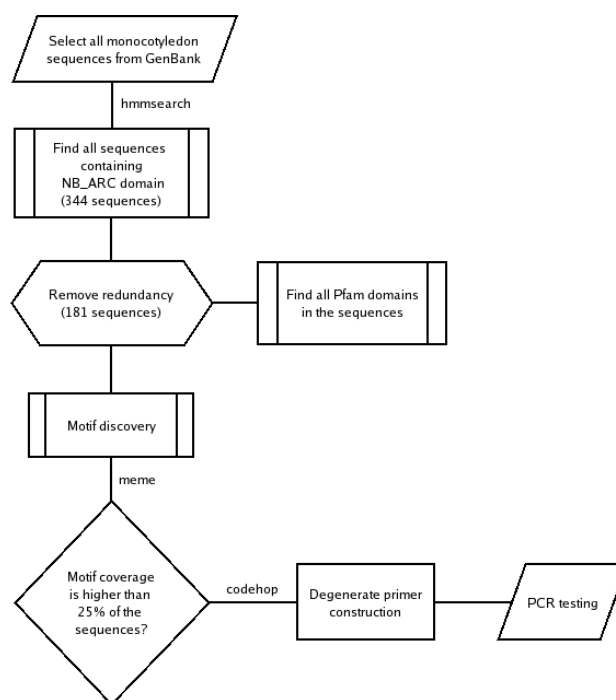 Select all monocotyledon
sequences from GenBank
hmmsearch
Find all sequences
containing
NB_ARC domain
(344 sequences)
Remove redundancy
(181 sequences)
Find all Pfam domains
in the sequences
Motif discovery
meme
Motif coverage
is higher than
25% of the
sequences?
codehop
Degenerate primer
construction
PCR testing